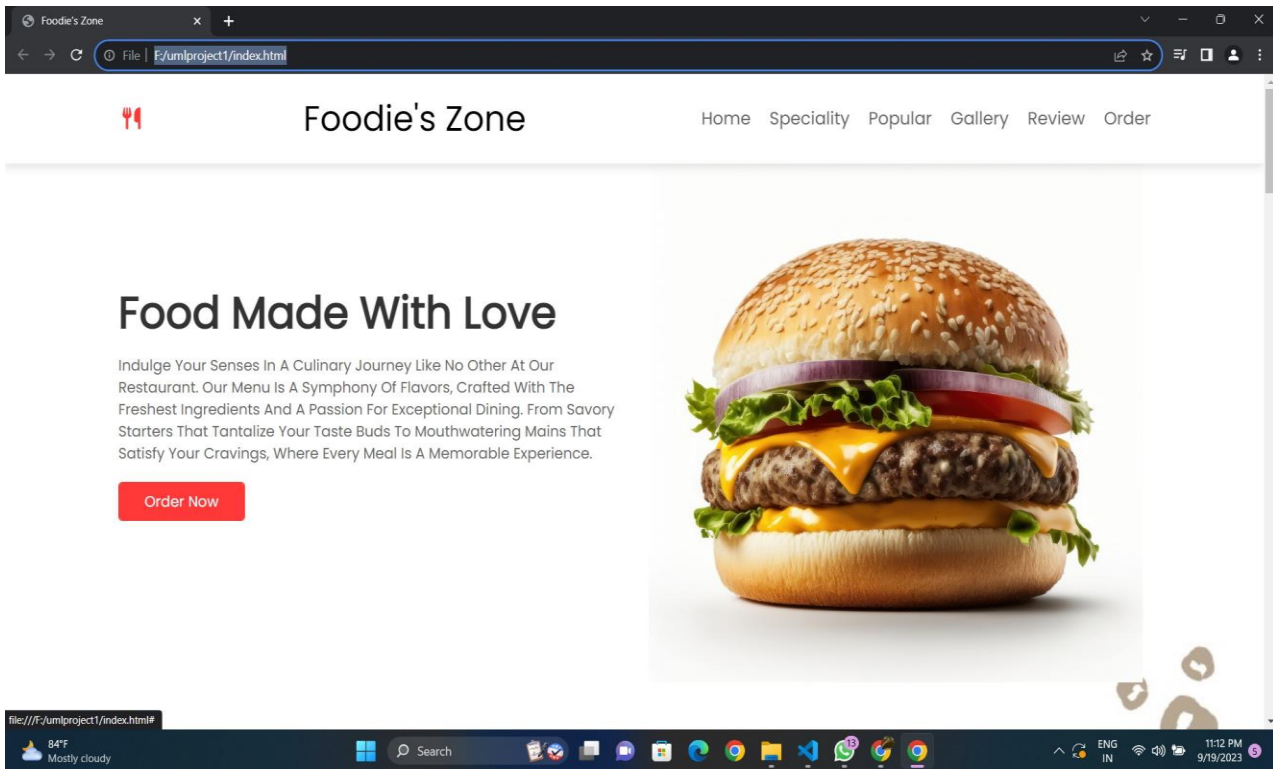 Foodie's Zone
File | F:/umlproject1/index.html
Foodie's Zone
Home Speciality Popular Gallery Review Order
Food Made With Love
Indulge Your Senses In A Culinary Journey Like No Other At Our
Restaurant. Our Menu Is A Symphony Of Flavors, Crafted With The
Freshest Ingredients And A Passion For Exceptional Dining. From Savory
Starters That Tantalize Your Taste Buds To Mouthwatering Mains That
Satisfy Your Cravings, Where Every Meal Is A Memorable Experience.
Order Now
file:///F:/umlproject1/index.html#
84°F
Mostly cloudy
Search
13
ENG
IN
11:12 PM
9/19/2023
5